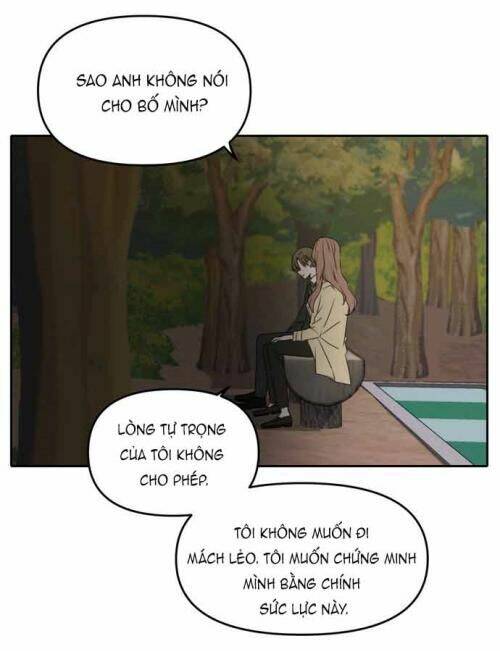 SAO ANH KHÔNG NÓI
CHO BỐ MÌNH?
LÒNG TỰ TRỌNG
CỦA TÔI KHÔNG
CHO PHÉP.
TÔI KHÔNG MUỐN ĐI
MÁCH LẺO. TÔI MUỐN CHỨNG MINH
MÌNH BẰNG CHÍNH
SỨC LỰC NÀY.